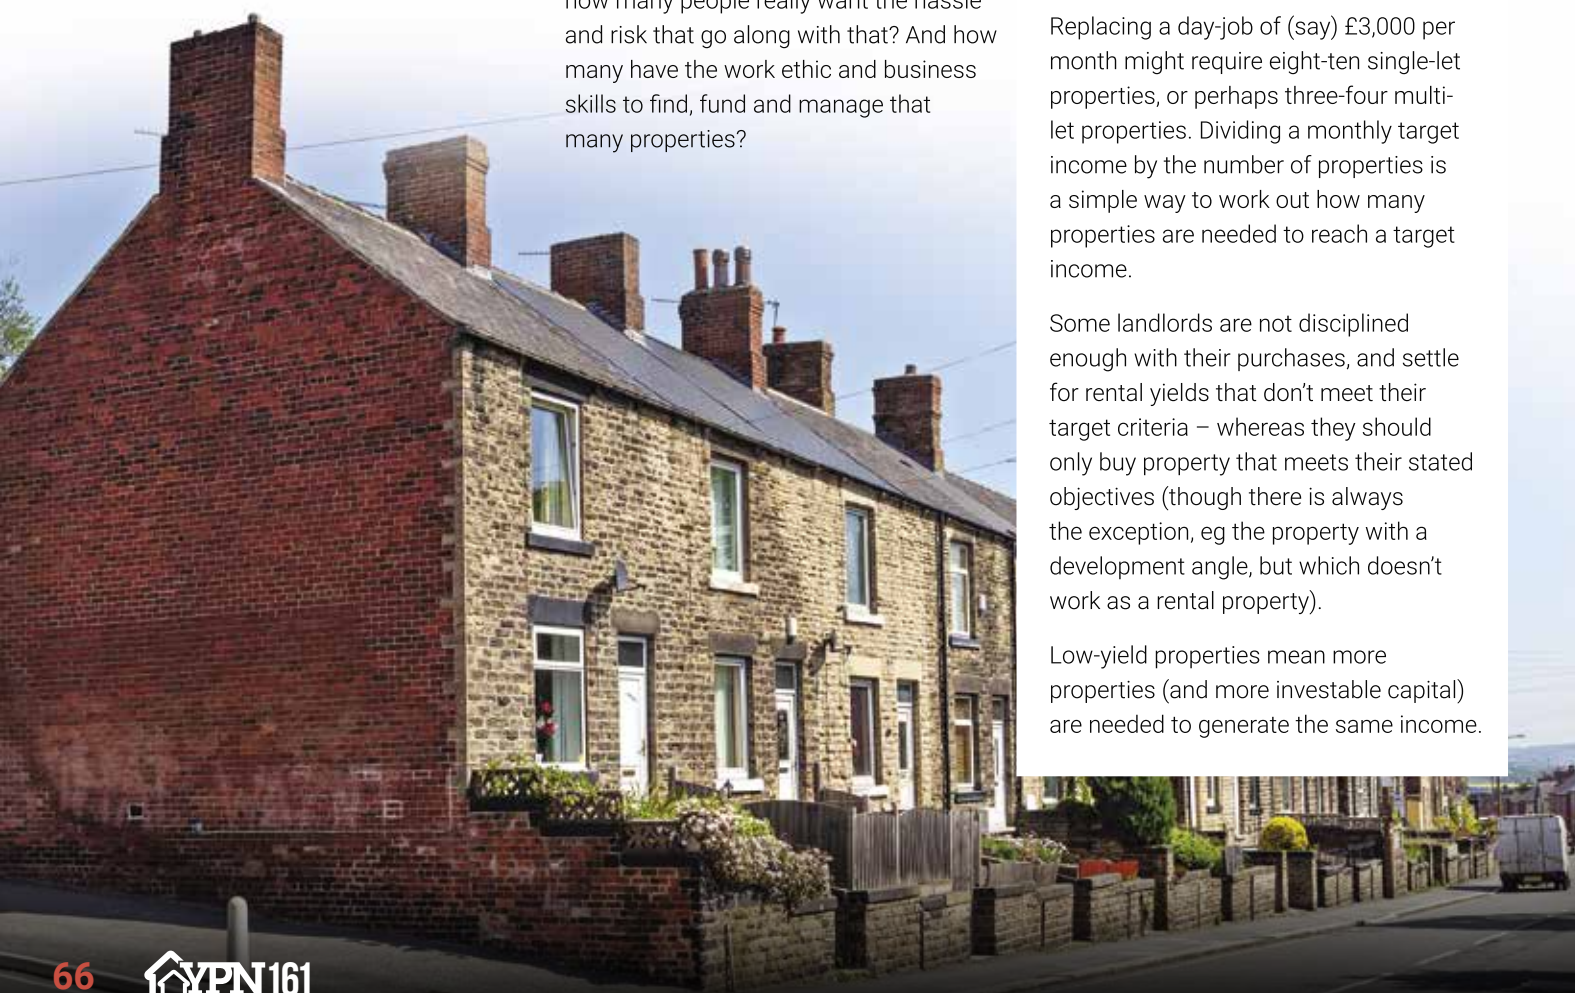 how many people really want the hassle
and risk that go along with that? And how
many have the work ethic and business
skills to find, fund and manage that
many properties?
Replacing a day-job of (say) £3,000 per
month might require eight-ten single-let
properties, or perhaps three-four multi-
let properties. Dividing a monthly target
income by the number of properties is
a simple way to work out how many
properties are needed to reach a target
income.
Some landlords are not disciplined
enough with their purchases, and settle
for rental yields that don’t meet their
target criteria – whereas they should
only buy property that meets their stated
objectives (though there is always
the exception, eg the property with a
development angle, but which doesn’t
work as a rental property).
Low-yield properties mean more
properties (and more investable capital)
are needed to generate the same income.
66
YPN 161